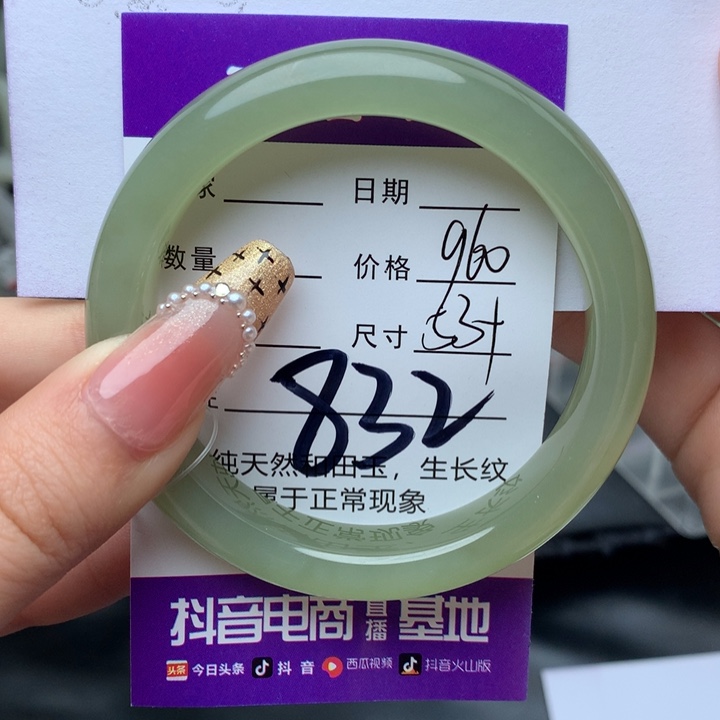 家 日期
数量 价格 960
尺寸 53+
832
纯天然和田玉，生长纹
属于正常现象
抖音电商直播基地
今日头条 抖音 西瓜视频 抖音火山版